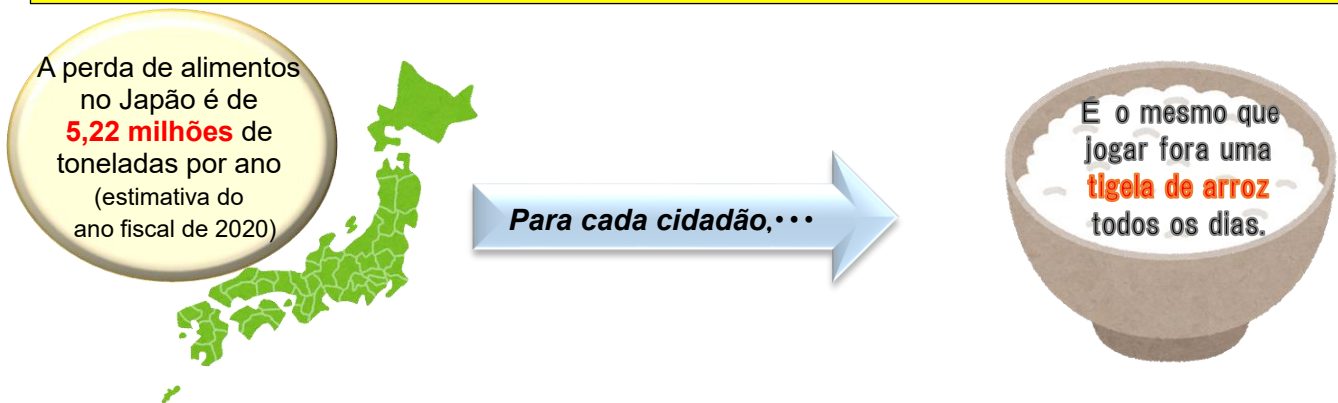 A perda de alimentos
no Japão é de
5,22 milhões de
toneladas por ano
(estimativa do
ano fiscal de 2020)
Para cada cidadão,･･･
É o mesmo que
jogar fora uma
tigela de arroz
todos os dias.